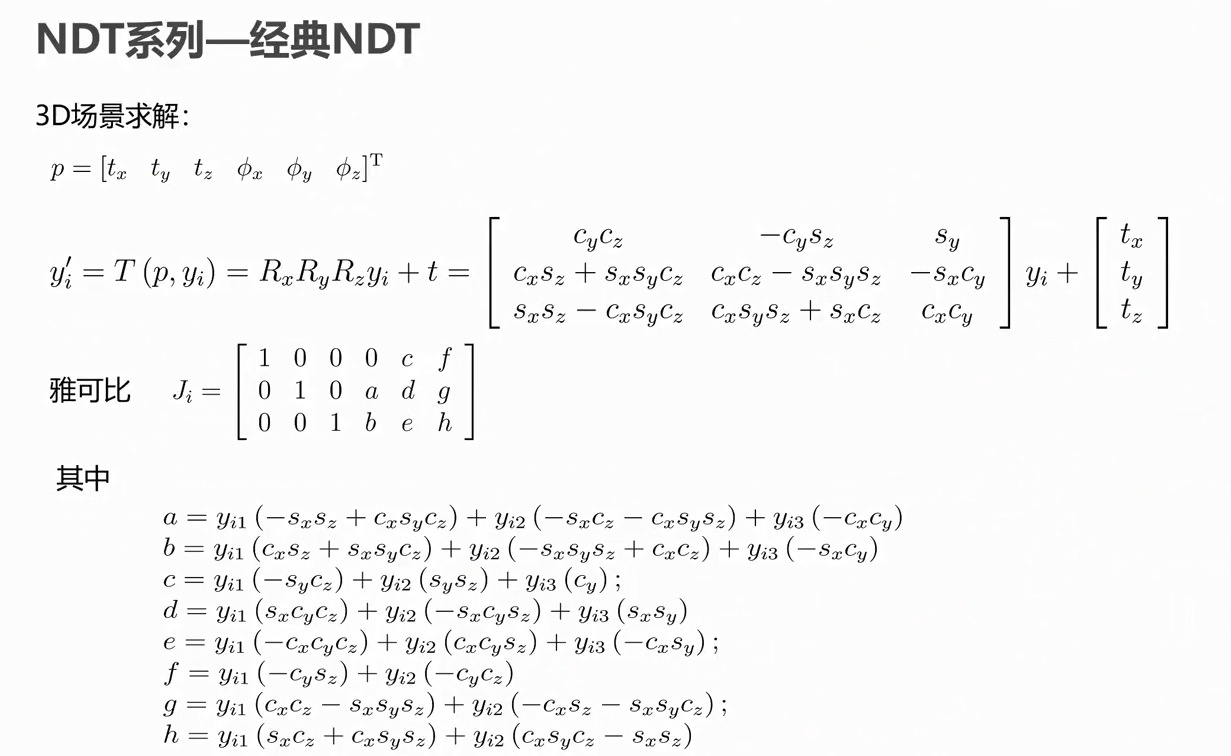 NDT系列—经典NDT
3D场景求解：
$p = [t_x \quad t_y \quad t_z \quad \phi_x \quad \phi_y \quad \phi_z]^{\mathrm{T}}$
$y_i' = T(p, y_i) = R_x R_y R_z y_i + t = \begin{bmatrix} c_y c_z & -c_y s_z & s_y \\ c_x s_z + s_x s_y c_z & c_x c_z - s_x s_y s_z & -s_x c_y \\ s_x s_z - c_x s_y c_z & c_x s_y s_z + s_x c_z & c_x c_y \end{bmatrix} y_i + \begin{bmatrix} t_x \\ t_y \\ t_z \end{bmatrix}$
雅可比 $J_i = \begin{bmatrix} 1 & 0 & 0 & 0 & c & f \\ 0 & 1 & 0 & a & d & g \\ 0 & 0 & 1 & b & e & h \end{bmatrix}$
其中
$a = y_{i1}(-s_x s_z + c_x s_y c_z) + y_{i2}(-s_x c_z - c_x s_y s_z) + y_{i3}(-c_x c_y)$
$b = y_{i1}(c_x s_z + s_x s_y c_z) + y_{i2}(-s_x s_y s_z + c_x c_z) + y_{i3}(-s_x c_y)$
$c = y_{i1}(-s_y c_z) + y_{i2}(s_y s_z) + y_{i3}(c_y);$
$d = y_{i1}(s_x c_y c_z) + y_{i2}(-s_x c_y s_z) + y_{i3}(s_x s_y)$
$e = y_{i1}(-c_x c_y c_z) + y_{i2}(c_x c_y s_z) + y_{i3}(-c_x s_y);$
$f = y_{i1}(-c_y s_z) + y_{i2}(-c_y c_z)$
$g = y_{i1}(c_x c_z - s_x s_y s_z) + y_{i2}(-c_x s_z - s_x s_y c_z);$
$h = y_{i1}(s_x c_z + c_x s_y s_z) + y_{i2}(c_x s_y c_z - s_x s_z)$